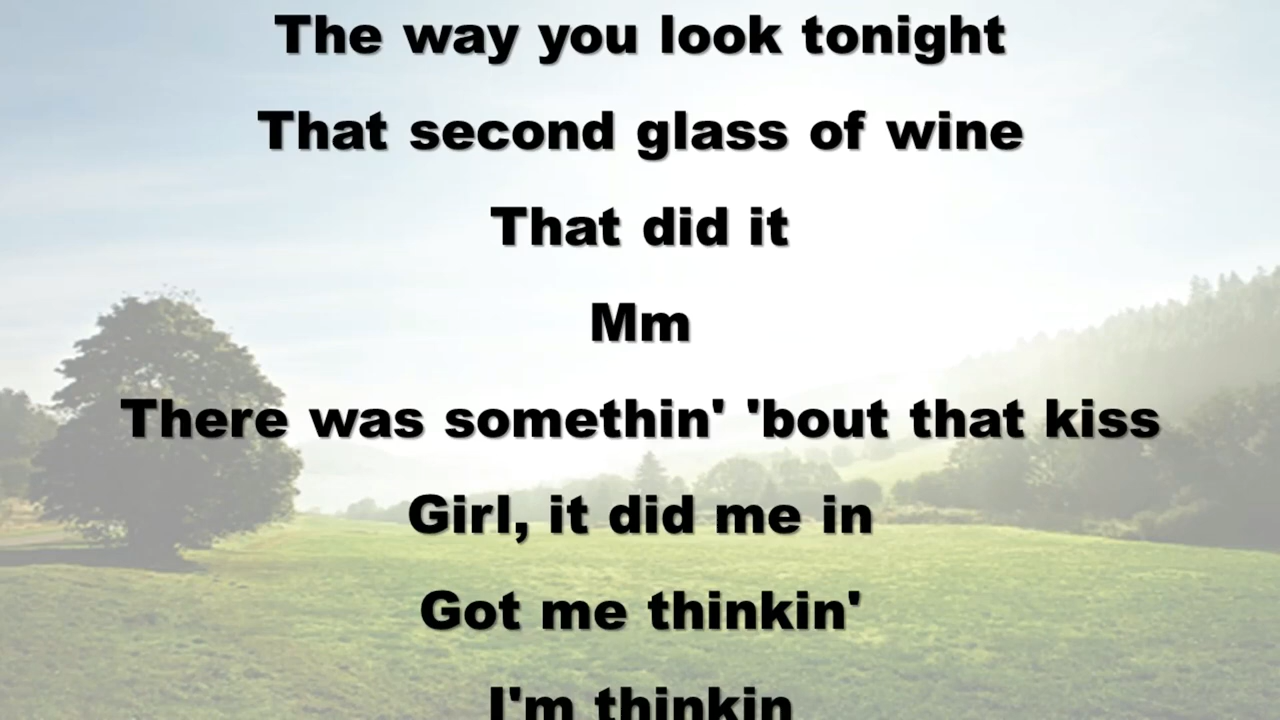 The way you look tonight
That second glass of wine
That did it
Mm
There was somethin' 'bout that kiss
Girl, it did me in
Got me thinkin'
I'm thinkin